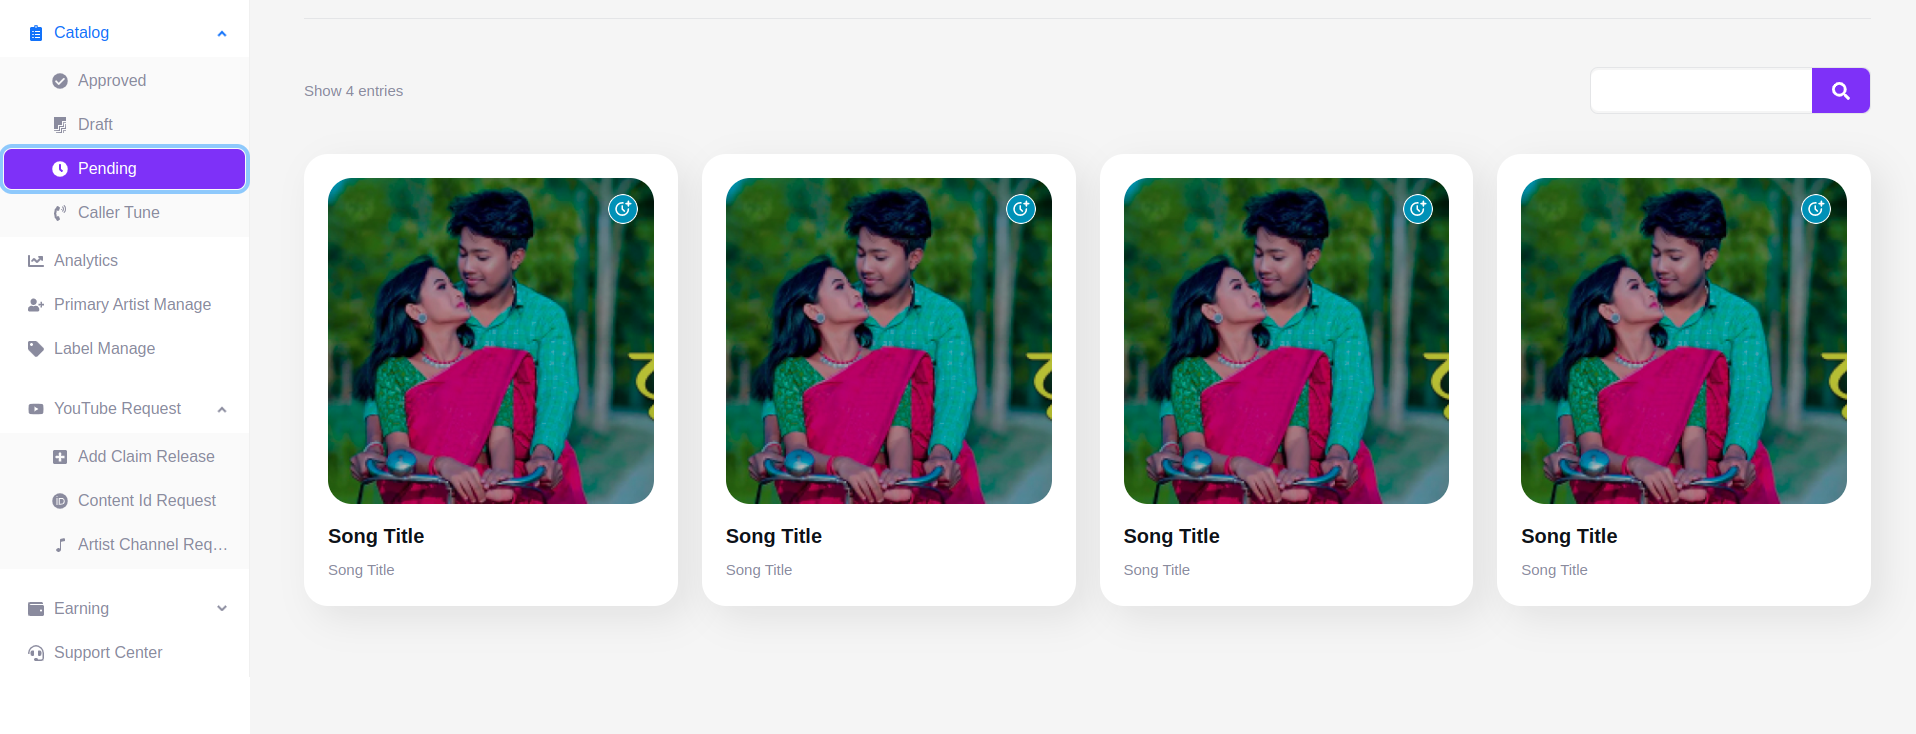 Catalog
Approved
Draft
Pending
Caller Tune
Analytics
Primary Artist Manage
Label Manage
YouTube Request
Add Claim Release
Content Id Request
Artist Channel Req...
Earning
Support Center
Show 4 entries
Song Title
Song Title
Song Title
Song Title
Song Title
Song Title
Song Title
Song Title